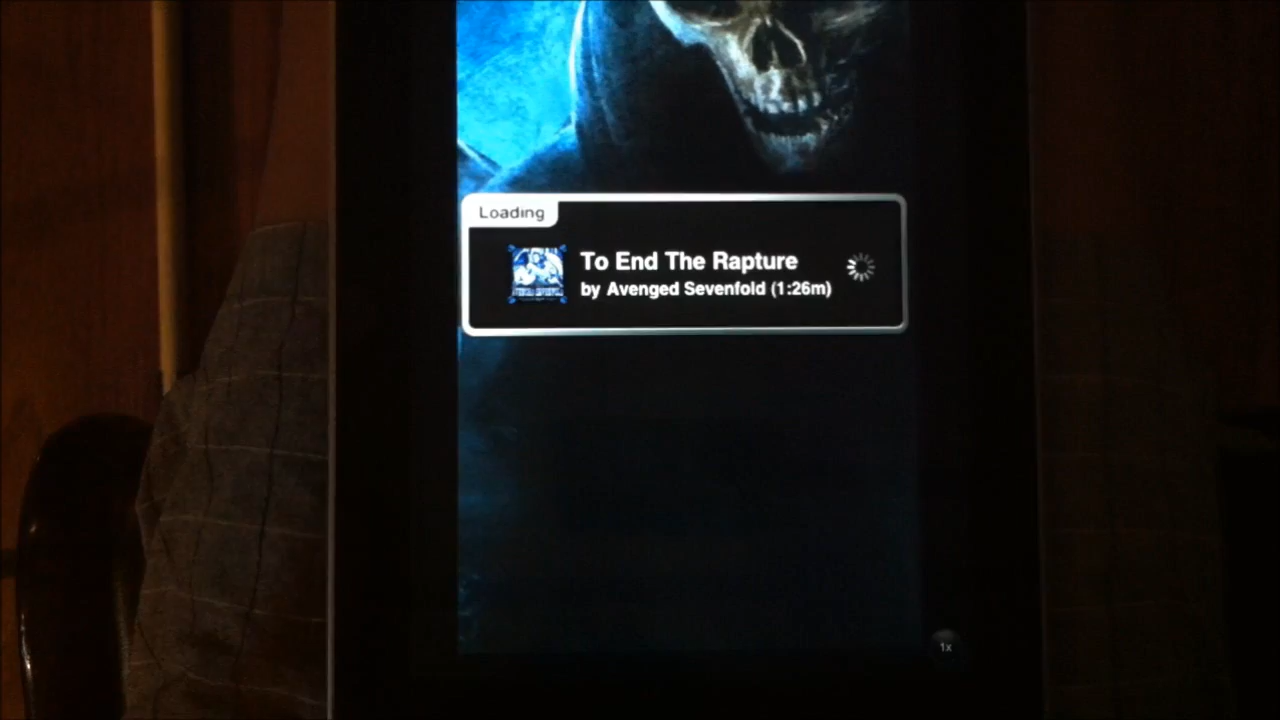 Loading
To End The Rapture
by Avenged Sevenfold (1:26m)
1x